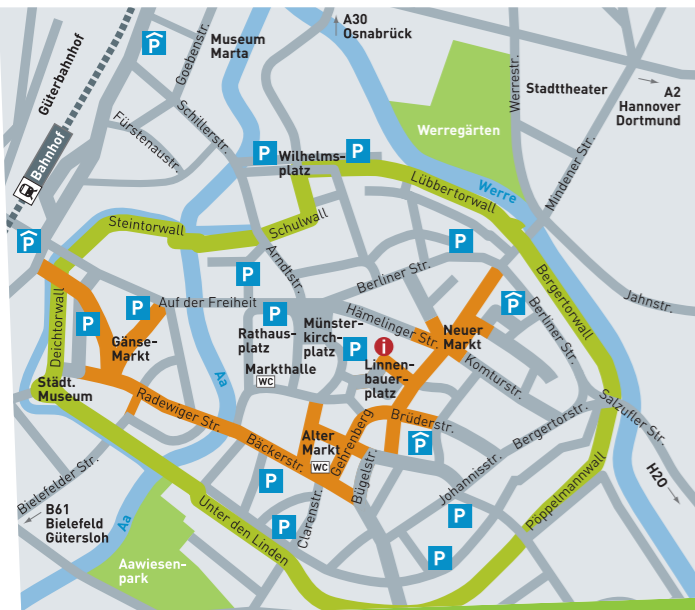 A30
Osnabrück
Museum
Marta
P
Goebenstr.
Güterbahnhof
Schillerstr.
Fürstenaustr.
Bahnhof
Werrestr.
Stadttheater
A2
Hannover
Dortmund
Werregärten
Mindener Str.
P
Wilhelms-
platz
P
Lübbertorwall
Werre
Steintorwall
Schulwall
P
Arndtstr.
P
P
Berliner Str.
Bergertorwall
Jahnstr.
Deichtorwall
P
P
Auf der Freiheit
P
Rathaus-
platz
Münster-
kirch-
platz
P
i
Hämelinger Str.
Neuer
Markt
P
Berliner Str.
Gänse-
Markt
Markthalle
WC
Linnen-
bauer-
platz
Komturstr.
Aa
Städt.
Museum
Radewiger Str.
Bäckerstr.
Alter
Markt
WC
Gehrenberg
Brüderstr.
P
Bügelstr.
Bergertorstr.
Salzufler Str.
Johannisstr.
H20
Pöppelmannwall
Bielefelder Str.
B61
Bielefeld
Gütersloh
Aa
Unter den Linden
P
P
Clarenstr.
P
P
Aawiesen-
park